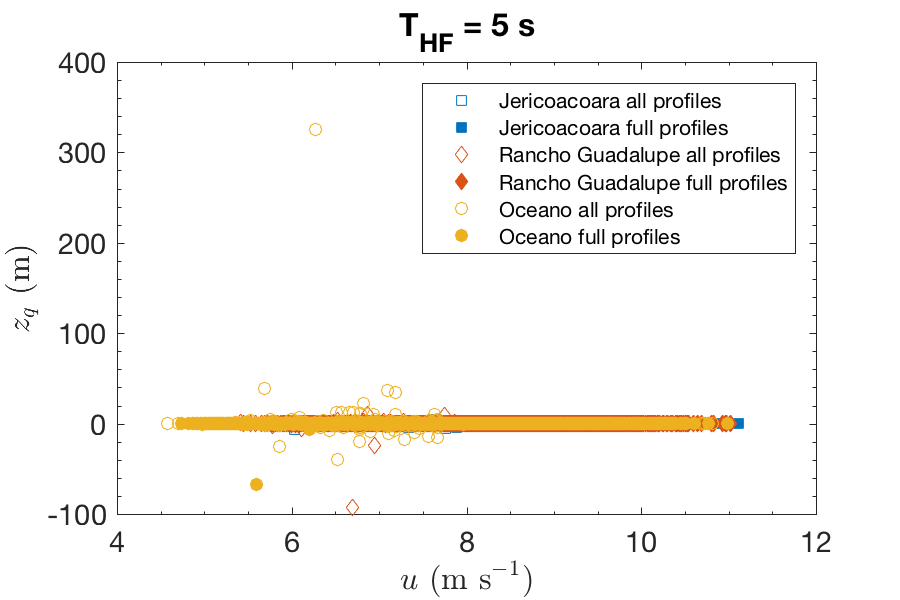 T_HF = 5 s
400
300
200
100
0
-100
z_q (m)
Jericoacoara all profiles
Jericoacoara full profiles
Rancho Guadalupe all profiles
Rancho Guadalupe full profiles
Oceano all profiles
Oceano full profiles
4 6 8 10 12
u (m s⁻¹)